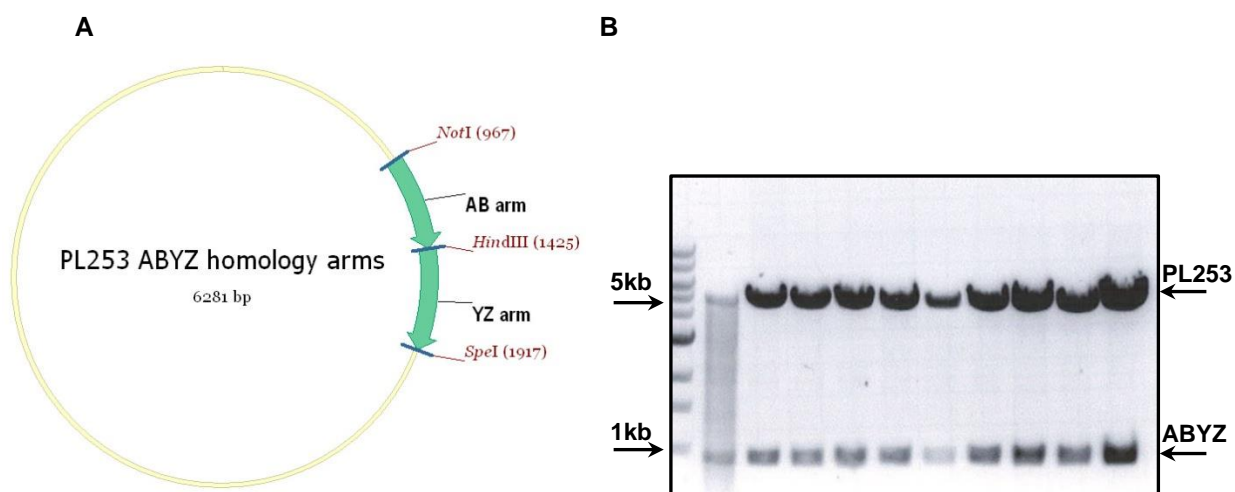 A
NotI (967)
AB arm
HindIII (1425)
PL253 ABYZ homology arms
6281 bp
YZ arm
SpeI (1917)
B
5kb
PL253
1kb
ABYZ